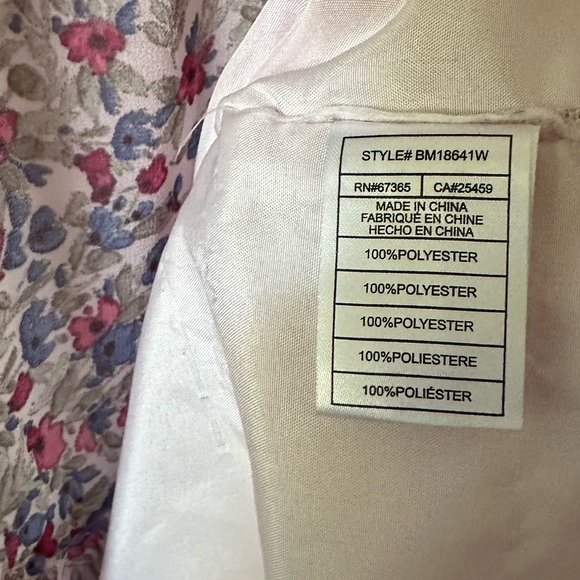 STYLE# BM18641W
RN#67365 CA#25459
MADE IN CHINA
FABRIQUÉ EN CHINE
HECHO EN CHINA
100%POLYESTER
100%POLYESTER
100%POLYESTER
100%POLIESTERE
100%POLIÉSTER